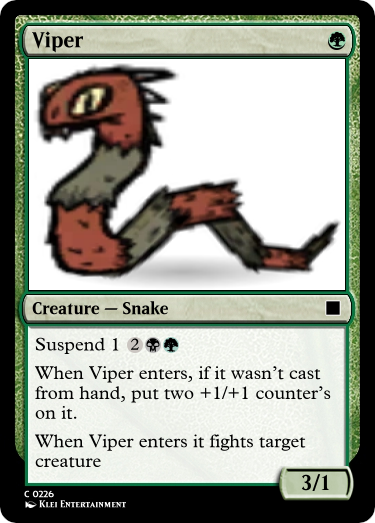 Viper
Creature — Snake
Suspend 1 2
When Viper enters, if it wasn't cast
from hand, put two +1/+1 counter's
on it.
When Viper enters it fights target
creature
3/1
C 0226
Klei Entertainment